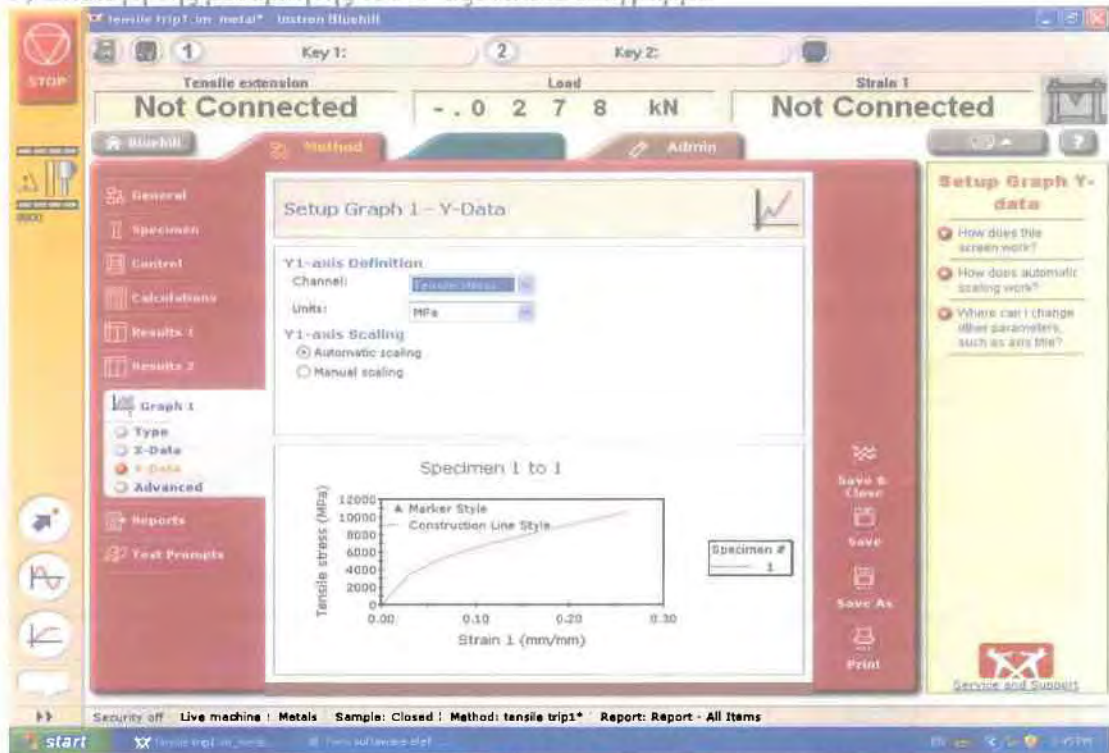 tensile trip1.im_metal* Instron Bluehill
1 Key 1: 2 Key 2:
STOP
Tensile extension Load Strain 1
Not Connected -.0278 kN Not Connected
Bluehill Method Admin ?
General
Specimen
Control
Calculations
Results 1
Results 2
Graph 1
Type
X-Data
Y-Data
Advanced
Reports
Test Prompts
Setup Graph 1 - Y-Data
Y1-axis Definition
Channel: Tensile stress
Units: MPa
Y1-axis Scaling
Automatic scaling
Manual scaling
Specimen 1 to 1
Tensile stress (MPa)
12000
10000
8000
6000
4000
2000
0
Marker Style
Construction Line Style
0.00 0.10 0.20 0.30
Strain 1 (mm/mm)
Specimen #
1
Save & Close
Save
Save As
Print
Setup Graph Y-
data
How does this
screen work?
How does automatic
scaling work?
Where can I change
other parameters,
such as axis title?
Service and Support
Security off Live machine Metals Sample: Closed Method: tensile trip1* Report: Report - All Items
start